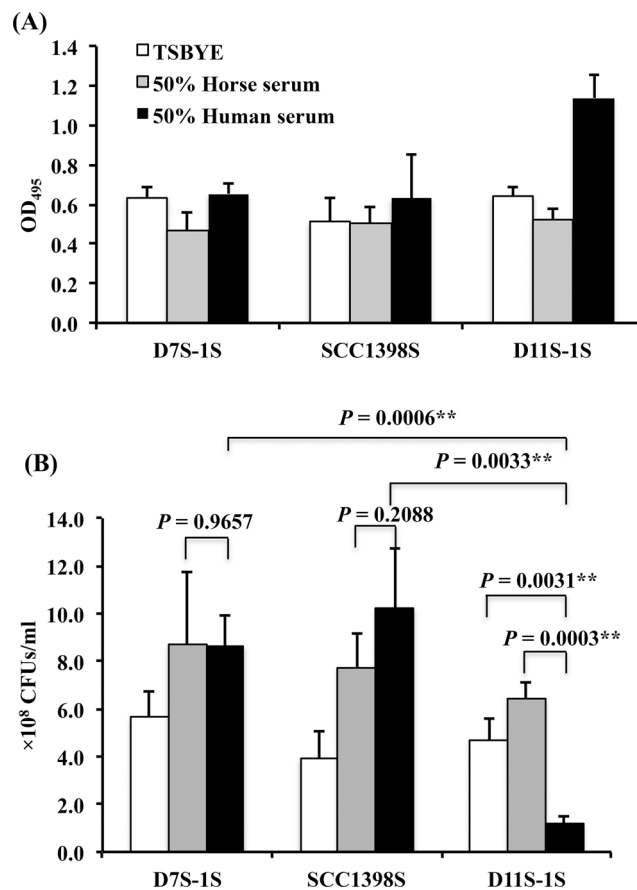 (A)
1.4
1.2
1.0
0.8
0.6
0.4
0.2
0.0
OD495
TSBYE
50% Horse serum
50% Human serum
D7S-1S SCC1398S D11S-1S
(B)
P = 0.0006**
P = 0.0033**
P = 0.9657
P = 0.2088
P = 0.0031**
P = 0.0003**
14.0
12.0
10.0
8.0
6.0
4.0
2.0
0.0
×10⁸ CFUs/ml
D7S-1S SCC1398S D11S-1S